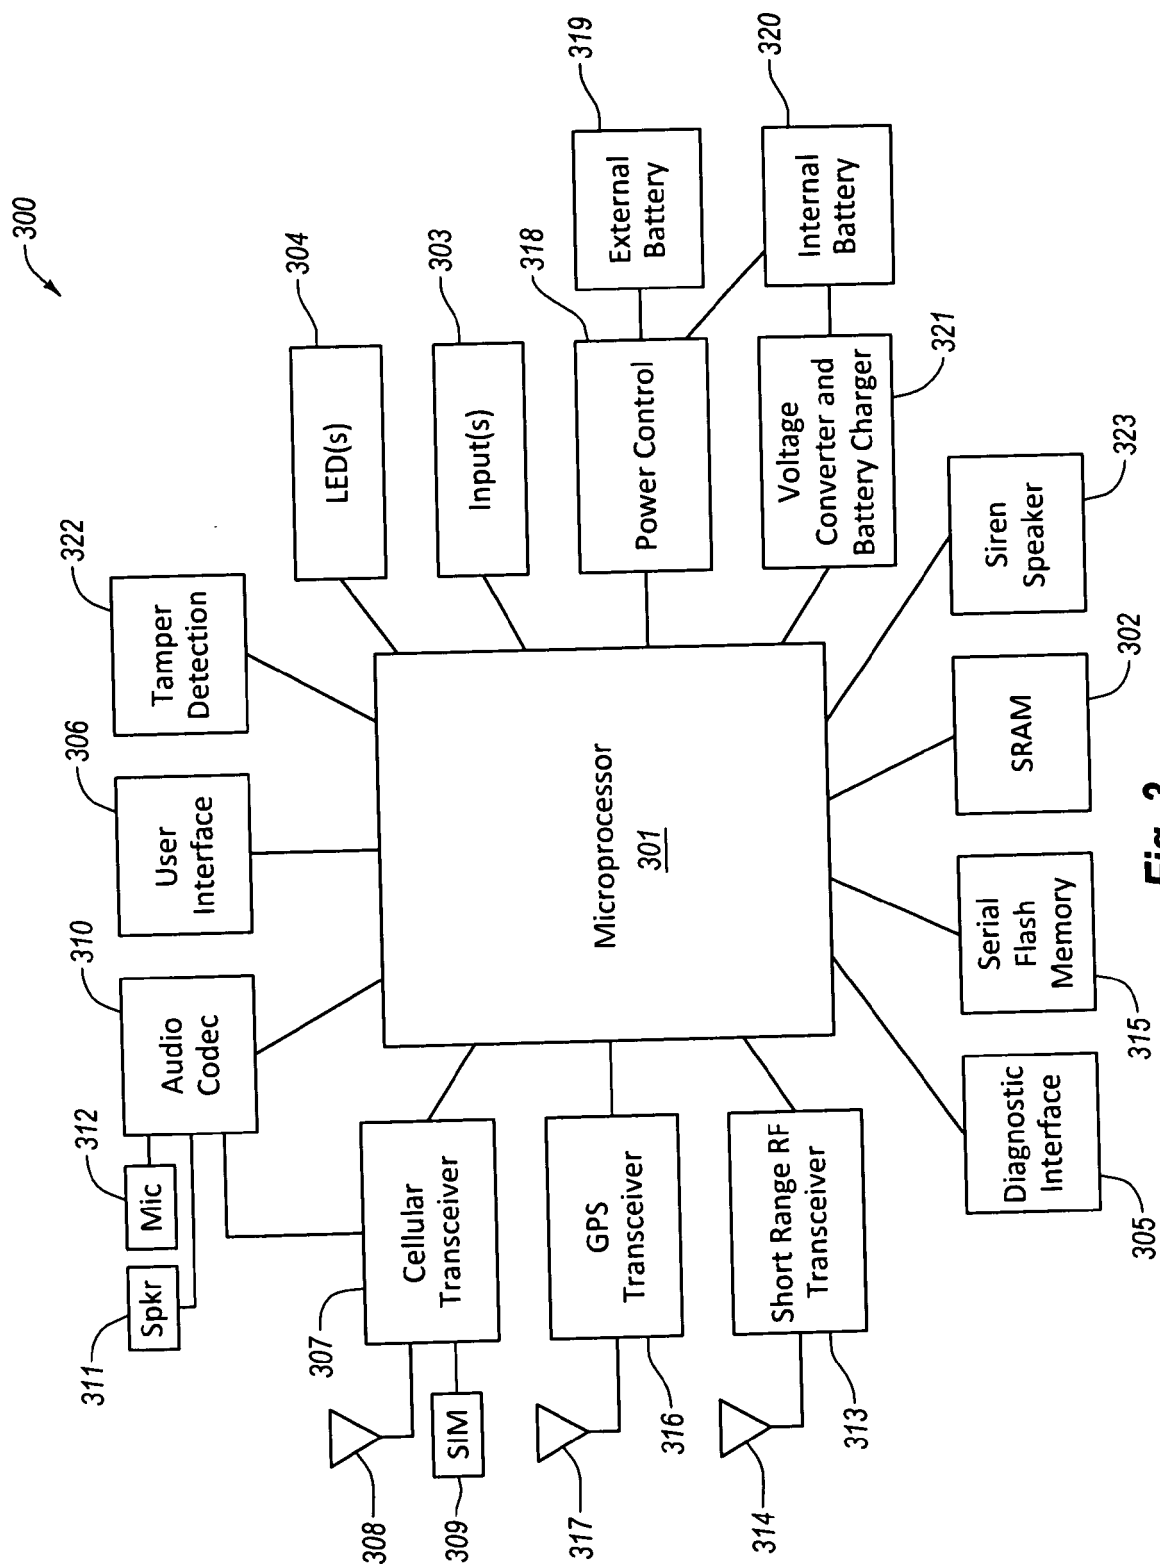 300
311
Spkr
312
Mic
310
Audio
Codec
306
User
Interface
322
Tamper
Detection
304
LED(s)
303
Input(s)
308
309
SIM
307
Cellular
Transceiver
317
316
GPS
Transceiver
314
313
Short Range RF
Transceiver
Microprocessor
301
318
Power Control
319
External
Battery
320
Internal
Battery
321
Voltage
Converter and
Battery Charger
305
Diagnostic
Interface
315
Serial
Flash
Memory
302
SRAM
323
Siren
Speaker
Fig.